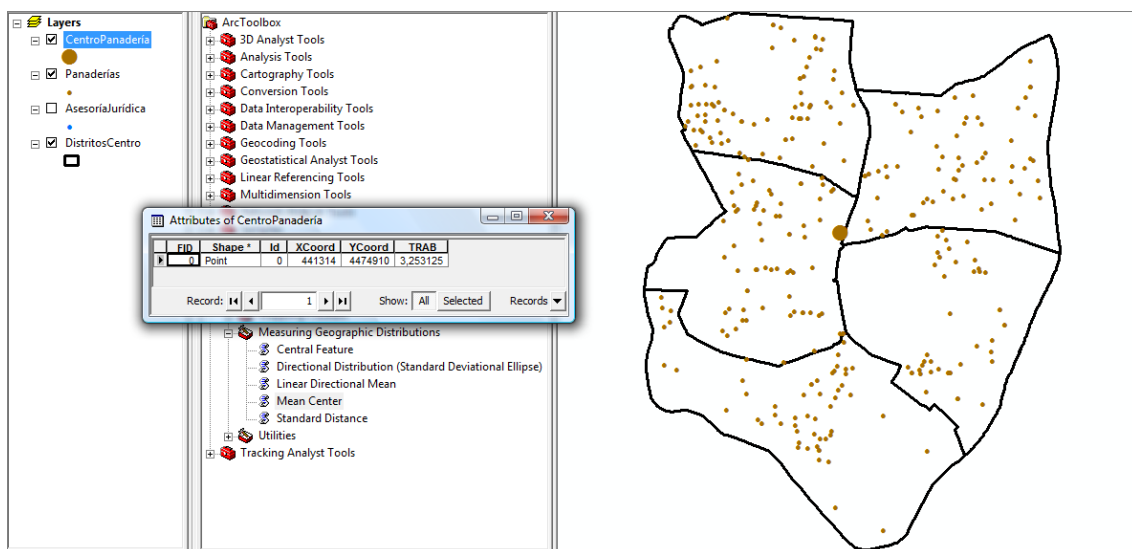 Layers
CentroPanadería
Panaderías
AsesoríaJurídica
DistritosCentro
ArcToolbox
3D Analyst Tools
Analysis Tools
Cartography Tools
Conversion Tools
Data Interoperability Tools
Data Management Tools
Geocoding Tools
Geostatistical Analyst Tools
Linear Referencing Tools
Multidimension Tools
Attributes of CentroPanadería
FID Shape * Id XCoord YCoord TRAB
0 Point 0 441314 4474910 3,253125
Record: 1 Show: All Selected Records
Measuring Geographic Distributions
Central Feature
Directional Distribution (Standard Deviational Ellipse)
Linear Directional Mean
Mean Center
Standard Distance
Utilities
Tracking Analyst Tools